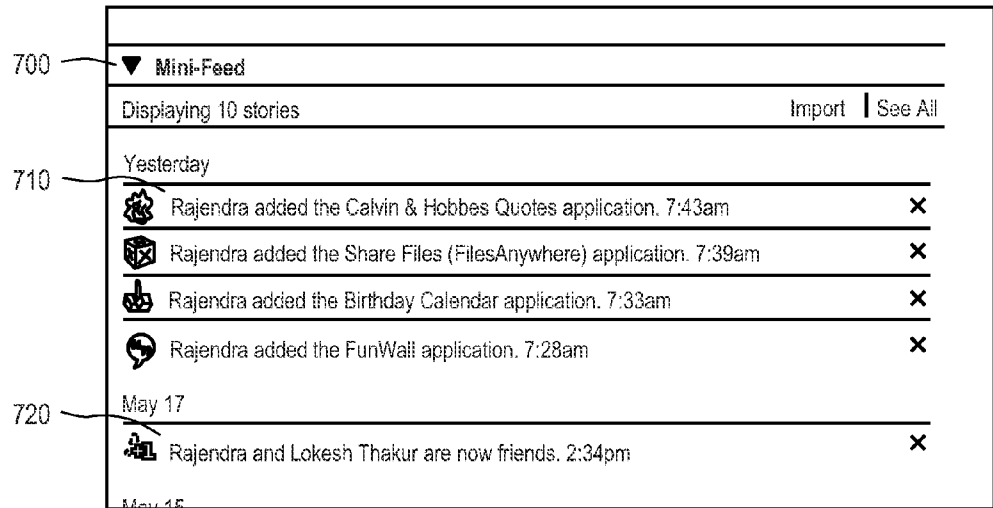 700
Mini-Feed
Displaying 10 stories Import See All
Yesterday
710
Rajendra added the Calvin & Hobbes Quotes application. 7:43am
Rajendra added the Share Files (FilesAnywhere) application. 7:39am
Rajendra added the Birthday Calendar application. 7:33am
Rajendra added the FunWall application. 7:28am
May 17
720
Rajendra and Lokesh Thakur are now friends. 2:34pm
May 15